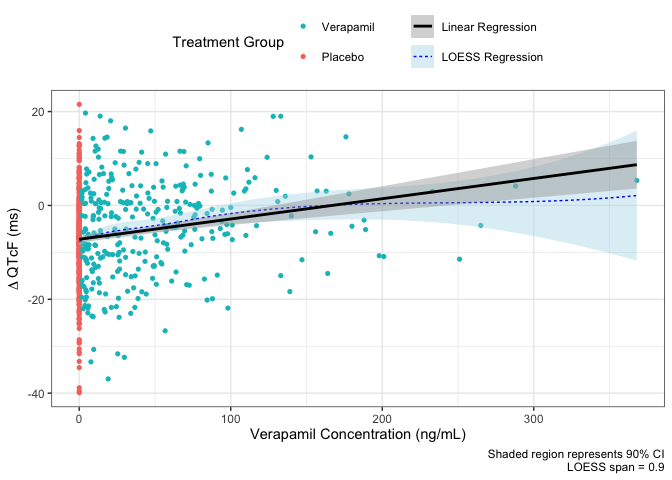 Treatment Group
Verapamil
Placebo
Linear Regression
LOESS Regression
Δ QTcF (ms)
20
0
-20
-40
0
100
200
300
Verapamil Concentration (ng/mL)
Shaded region represents 90% CI
LOESS span = 0.9